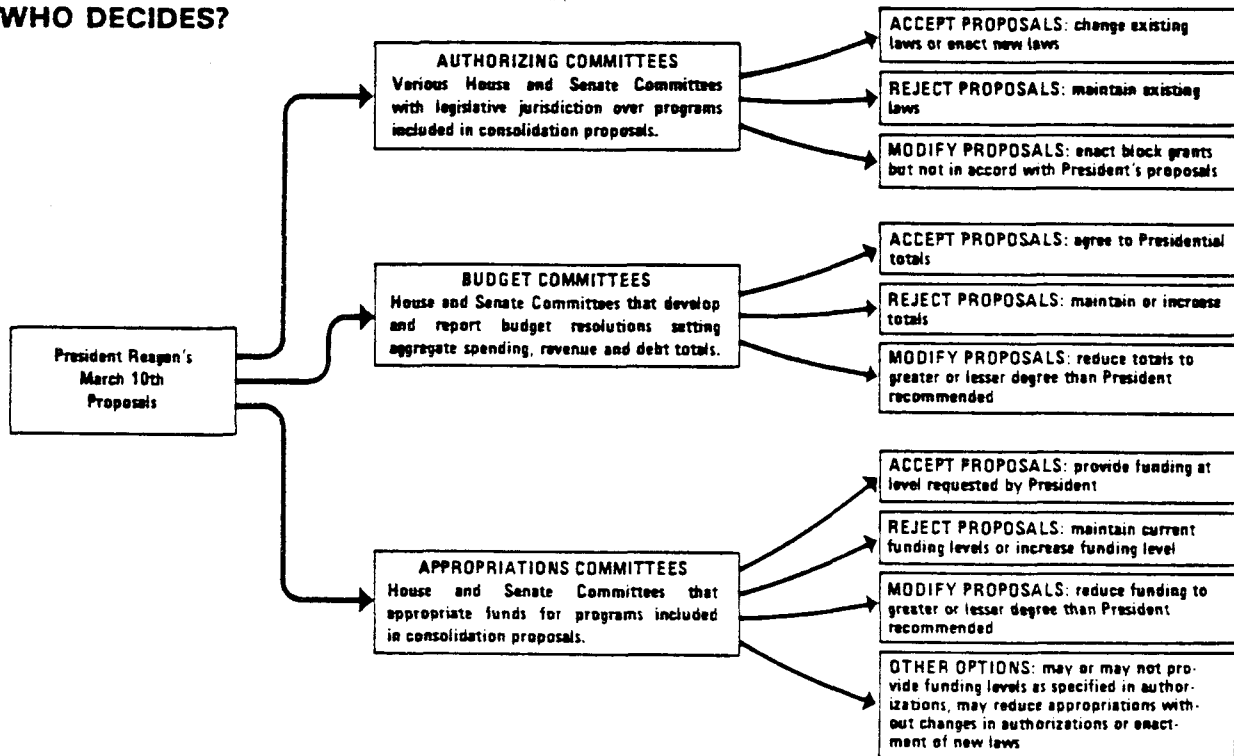 WHO DECIDES?
President Reagan's
March 10th
Proposals
AUTHORIZING COMMITTEES
Various House and Senate Committees
with legislative jurisdiction over programs
included in consolidation proposals.
ACCEPT PROPOSALS: change existing
laws or enact new laws
REJECT PROPOSALS: maintain existing
laws
MODIFY PROPOSALS: enact block grants
but not in accord with President's proposals
BUDGET COMMITTEES
House and Senate Committees that develop
and report budget resolutions setting
aggregate spending, revenue and debt totals.
ACCEPT PROPOSALS: agree to Presidential
totals
REJECT PROPOSALS: maintain or increase
totals
MODIFY PROPOSALS: reduce totals to
greater or lesser degree than President
recommended
APPROPRIATIONS COMMITTEES
House and Senate Committees that
appropriate funds for programs included
in consolidation proposals.
ACCEPT PROPOSALS: provide funding at
level requested by President
REJECT PROPOSALS: maintain current
funding levels or increase funding level
MODIFY PROPOSALS: reduce funding to
greater or lesser degree than President
recommended
OTHER OPTIONS: may or may not pro-
vide funding levels as specified in author-
izations, may reduce appropriations with-
out changes in authorizations or enact-
ment of new laws